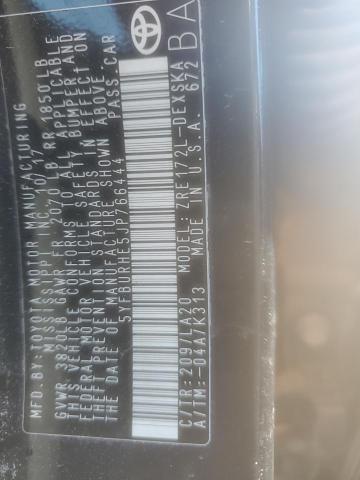 MFD.BY:TOYOTA MOTOR MANUFACTURING
MISSISSIPPI, INC. 10/17
GVWR 3820LB GAWR FR 2070 LB RR 1850 LB
THIS VEHICLE CONFORMS TO ALL APPLICABLE
FEDERAL MOTOR VEHICLE SAFETY, BUMPER, AND
THEFT PREVENTION STANDARDS IN EFFECT ON
THE DATE OF MANUFACTURE SHOWN ABOVE.
5YFBURHE5JP766444 PASS. CAR
C/TR: 209/LA20 ZRE172L-DEXSKA
A/TM: -04A/K313 MADE IN U.S.A. 672
BA